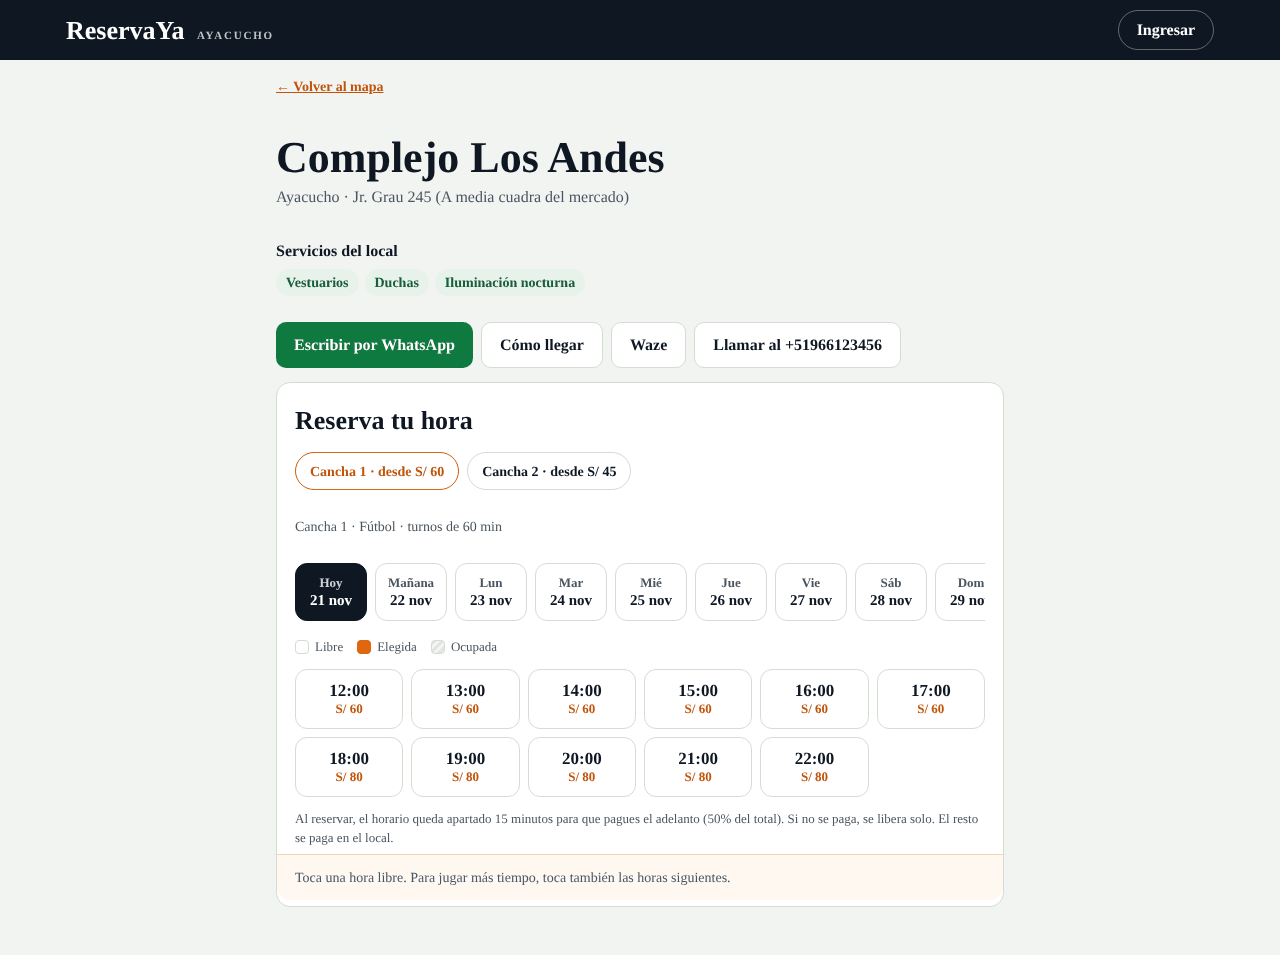 ReservaYa AYACUCHO
Ingresar
← Volver al mapa
Complejo Los Andes
Ayacucho · Jr. Grau 245 (A media cuadra del mercado)
Servicios del local
Vestuarios Duchas Iluminación nocturna
Escribir por WhatsApp Cómo llegar Waze Llamar al +51966123456
Reserva tu hora
Cancha 1 · desde S/ 60 Cancha 2 · desde S/ 45
Cancha 1 · Fútbol · turnos de 60 min
Hoy Mañana Lun Mar Mié Jue Vie Sáb Dom
21 nov 22 nov 23 nov 24 nov 25 nov 26 nov 27 nov 28 nov 29 no
Libre Elegida Ocupada
12:00 13:00 14:00 15:00 16:00 17:00
S/ 60 S/ 60 S/ 60 S/ 60 S/ 60 S/ 60
18:00 19:00 20:00 21:00 22:00
S/ 80 S/ 80 S/ 80 S/ 80 S/ 80
Al reservar, el horario queda apartado 15 minutos para que pagues el adelanto (50% del total). Si no se paga, se libera solo. El resto
se paga en el local.
Toca una hora libre. Para jugar más tiempo, toca también las horas siguientes.